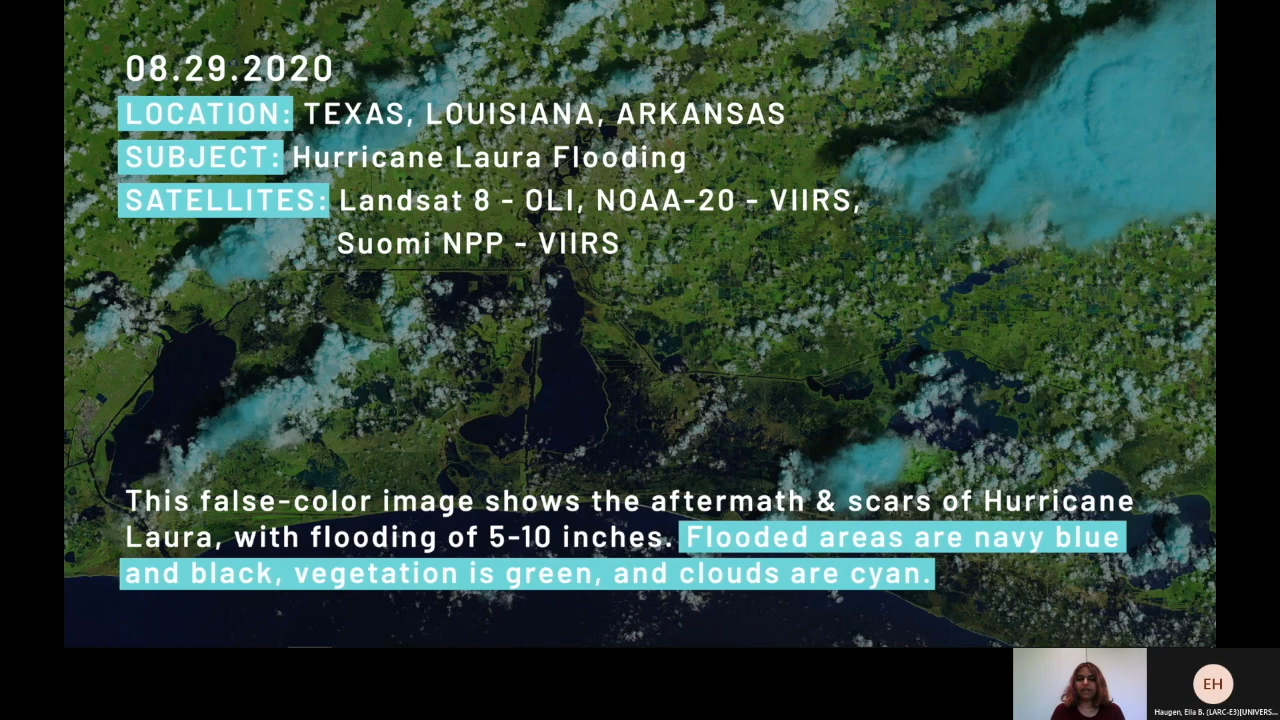 08.29.2020
LOCATION: TEXAS, LOUISIANA, ARKANSAS
SUBJECT: Hurricane Laura Flooding
SATELLITES: Landsat 8 - OLI, NOAA-20 - VIIRS,
Suomi NPP - VIIRS
This false-color image shows the aftermath & scars of Hurricane
Laura, with flooding of 5-10 inches. Flooded areas are navy blue
and black, vegetation is green, and clouds are cyan.
EH
Haugen, Ella B. (LARC-E3)[UNIVERS...